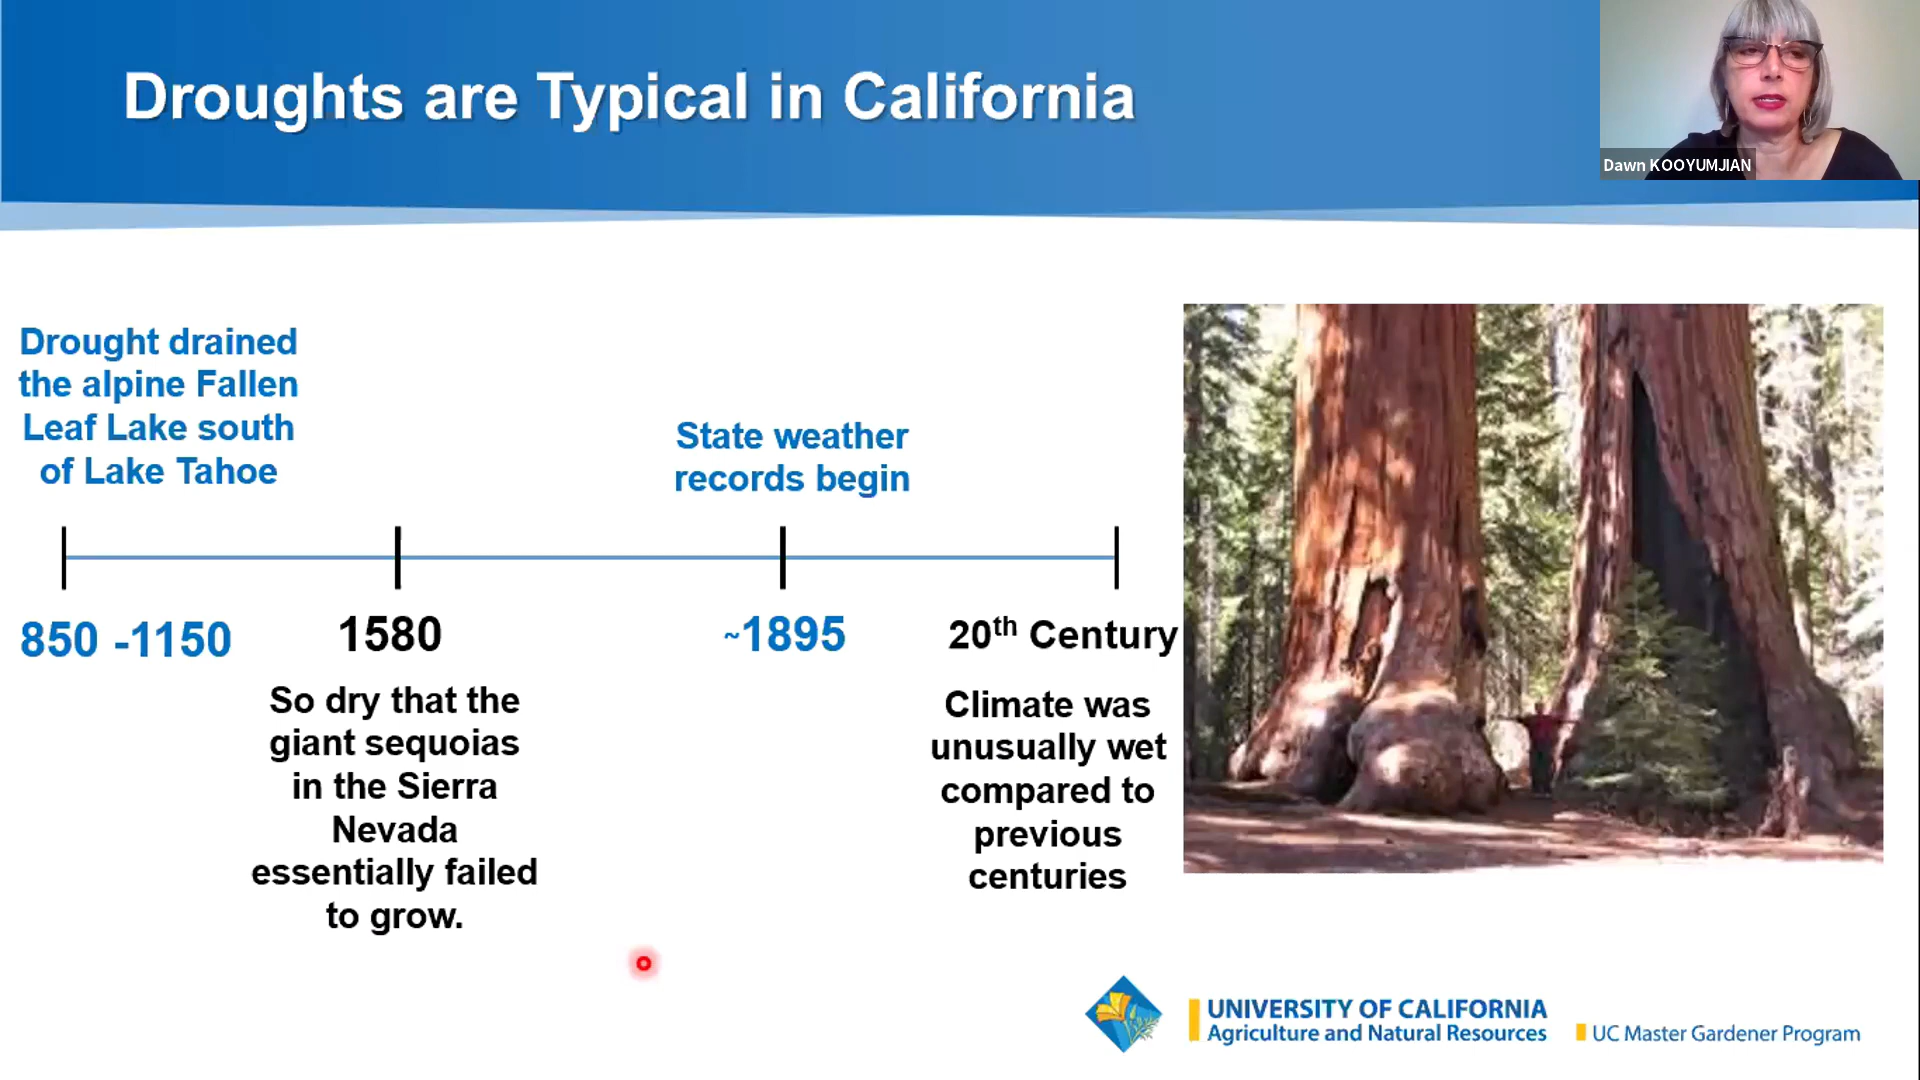 Droughts are Typical in California
Dawn KOOYUMJIAN
Drought drained
the alpine Fallen
Leaf Lake south
of Lake Tahoe
State weather
records begin
850 -1150
1580
~1895
20th Century
So dry that the
giant sequoias
in the Sierra
Nevada
essentially failed
to grow.
Climate was
unusually wet
compared to
previous
centuries
UNIVERSITY OF CALIFORNIA
Agriculture and Natural Resources
UC Master Gardener Program